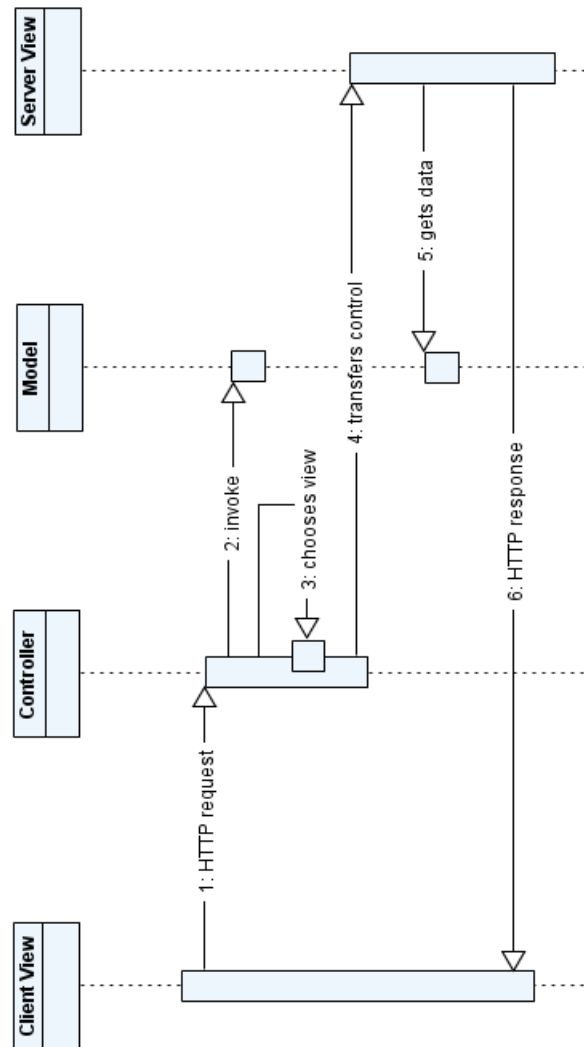 Client View
Controller
Model
Server View
1: HTTP request
2: invoke
3: chooses view
4: transfers control
5: gets data
6: HTTP response